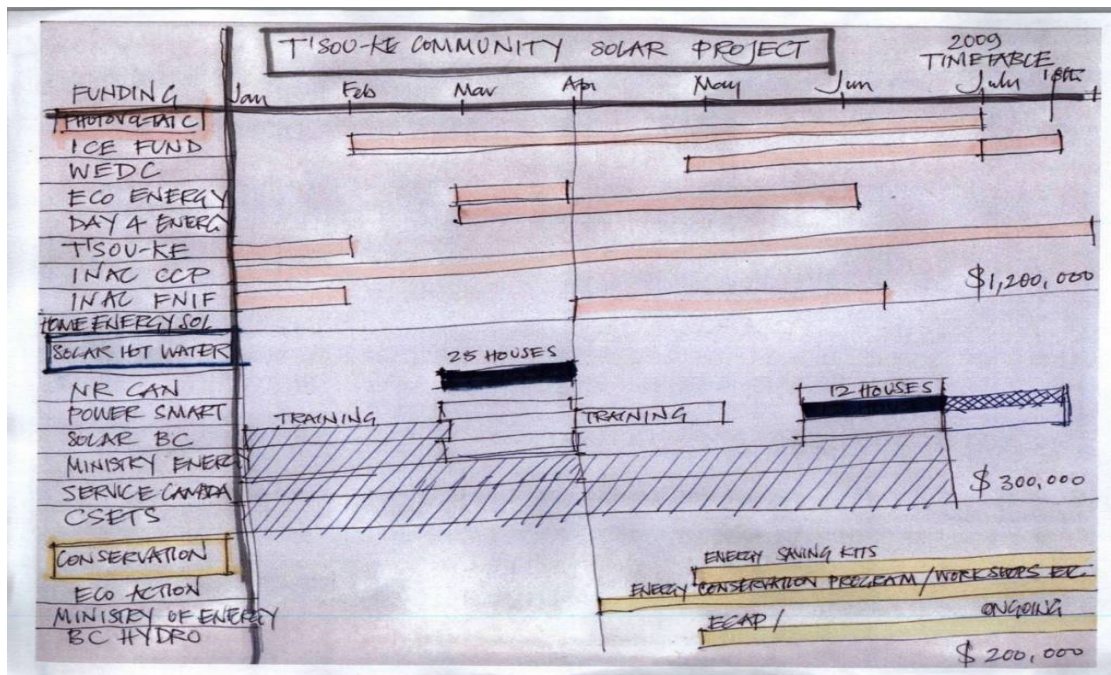 T'SOU-KE COMMUNITY SOLAR PROJECT
2009
TIMETABLE
FUNDING
Jan Feb Mar Apr May Jun July
PHOTOVOLTAIC
ICE FUND
WEDC
ECO ENERGY
DAY 4 ENERG
T'SOU-KE
INAC CCP
$1,200,000
INAC FNIF
HOME ENERGY SOL
SOLAR HOT WATER
25 HOUSES
NR CAN
12 HOUSES
POWER SMART
TRAINING
TRAINING
SOLAR BC
MINISTRY ENER
SERVICE CANADA
$300,000
CSETS
CONSERVATION
ENERGY SAVING KITS
ENERGY CONSERVATION PROGRAM / WORKSHOPS ETC.
ECO ACTION
MINISTRY OF ENERGY
ECAP / ONGOING
BC HYDRO
$200,000